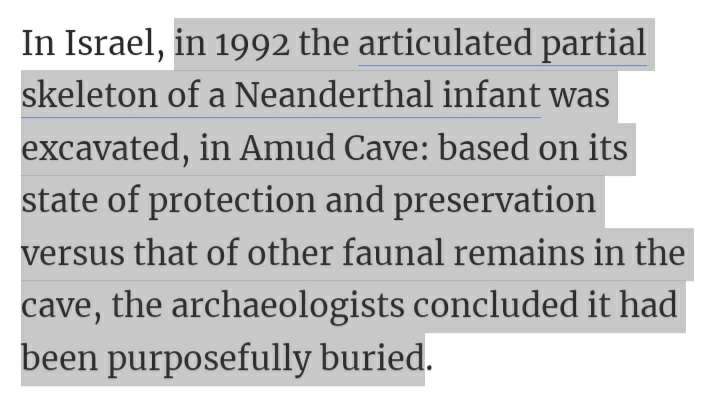 In Israel, in 1992 the articulated partial
skeleton of a Neanderthal infant was
excavated, in Amud Cave: based on its
state of protection and preservation
versus that of other faunal remains in the
cave, the archaeologists concluded it had
been purposefully buried.